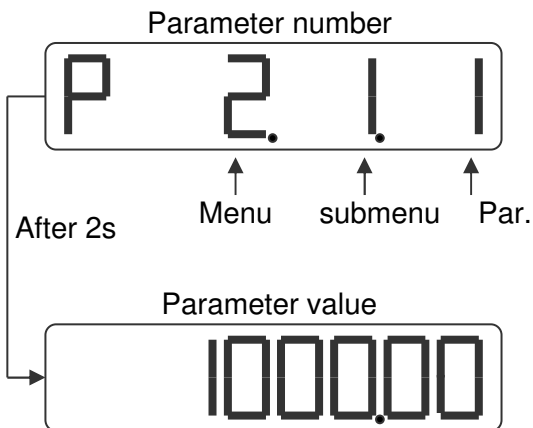 Parameter number
P 2. 1. 1
Menu submenu Par.
After 2s
Parameter value
1000.00